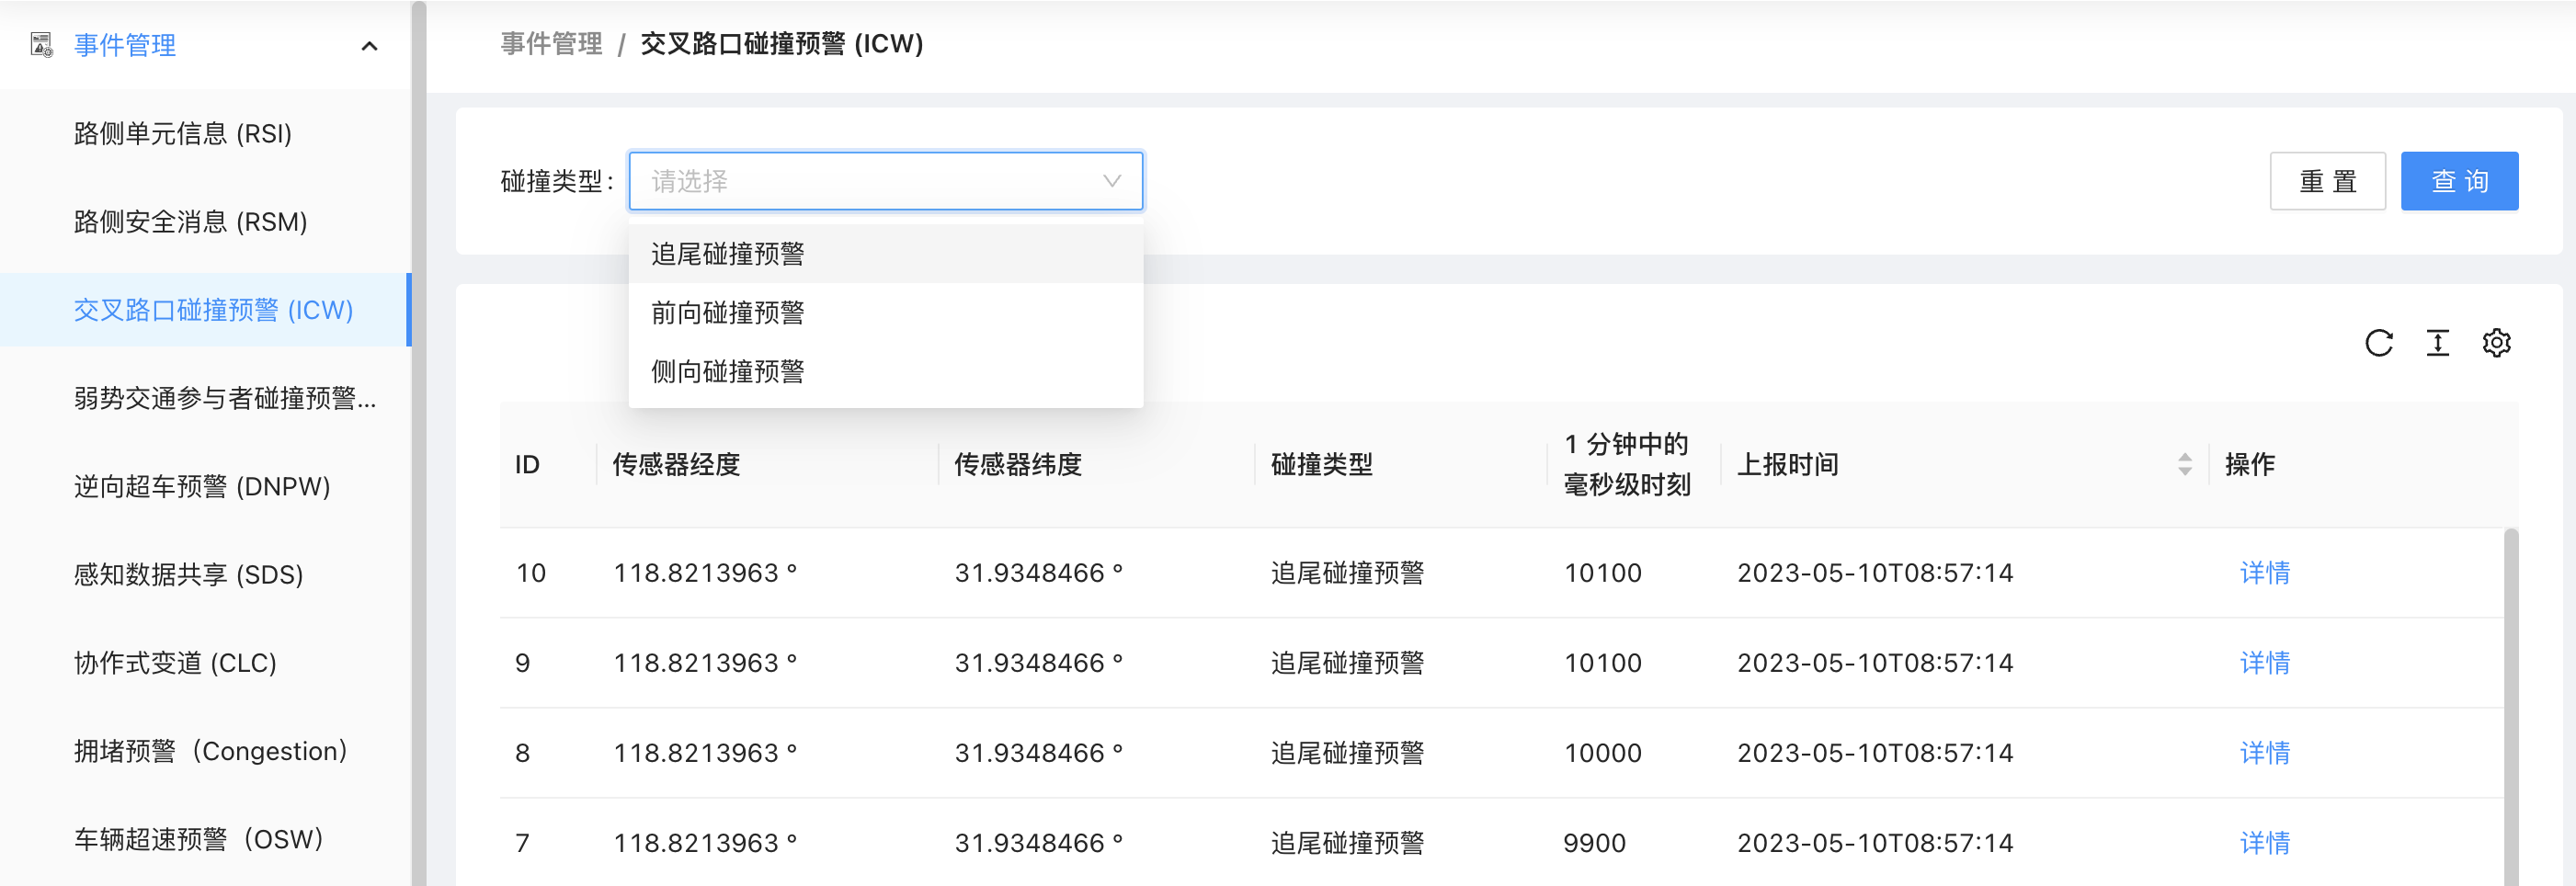 事件管理
路侧单元信息 (RSI)
路侧安全消息 (RSM)
交叉路口碰撞预警 (ICW)
弱势交通参与者碰撞预警...
逆向超车预警 (DNPW)
感知数据共享 (SDS)
协作式变道 (CLC)
拥堵预警（Congestion）
车辆超速预警（OSW）
事件管理 / 交叉路口碰撞预警 (ICW)
碰撞类型: 请选择 重 置 查 询
追尾碰撞预警
前向碰撞预警
侧向碰撞预警
ID 传感器经度 传感器纬度 碰撞类型 1 分钟中的 上报时间 操作
毫秒级时刻
10 118.8213963 ° 31.9348466 ° 追尾碰撞预警 10100 2023-05-10T08:57:14 详情
9 118.8213963 ° 31.9348466 ° 追尾碰撞预警 10100 2023-05-10T08:57:14 详情
8 118.8213963 ° 31.9348466 ° 追尾碰撞预警 10000 2023-05-10T08:57:14 详情
7 118.8213963 ° 31.9348466 ° 追尾碰撞预警 9900 2023-05-10T08:57:14 详情